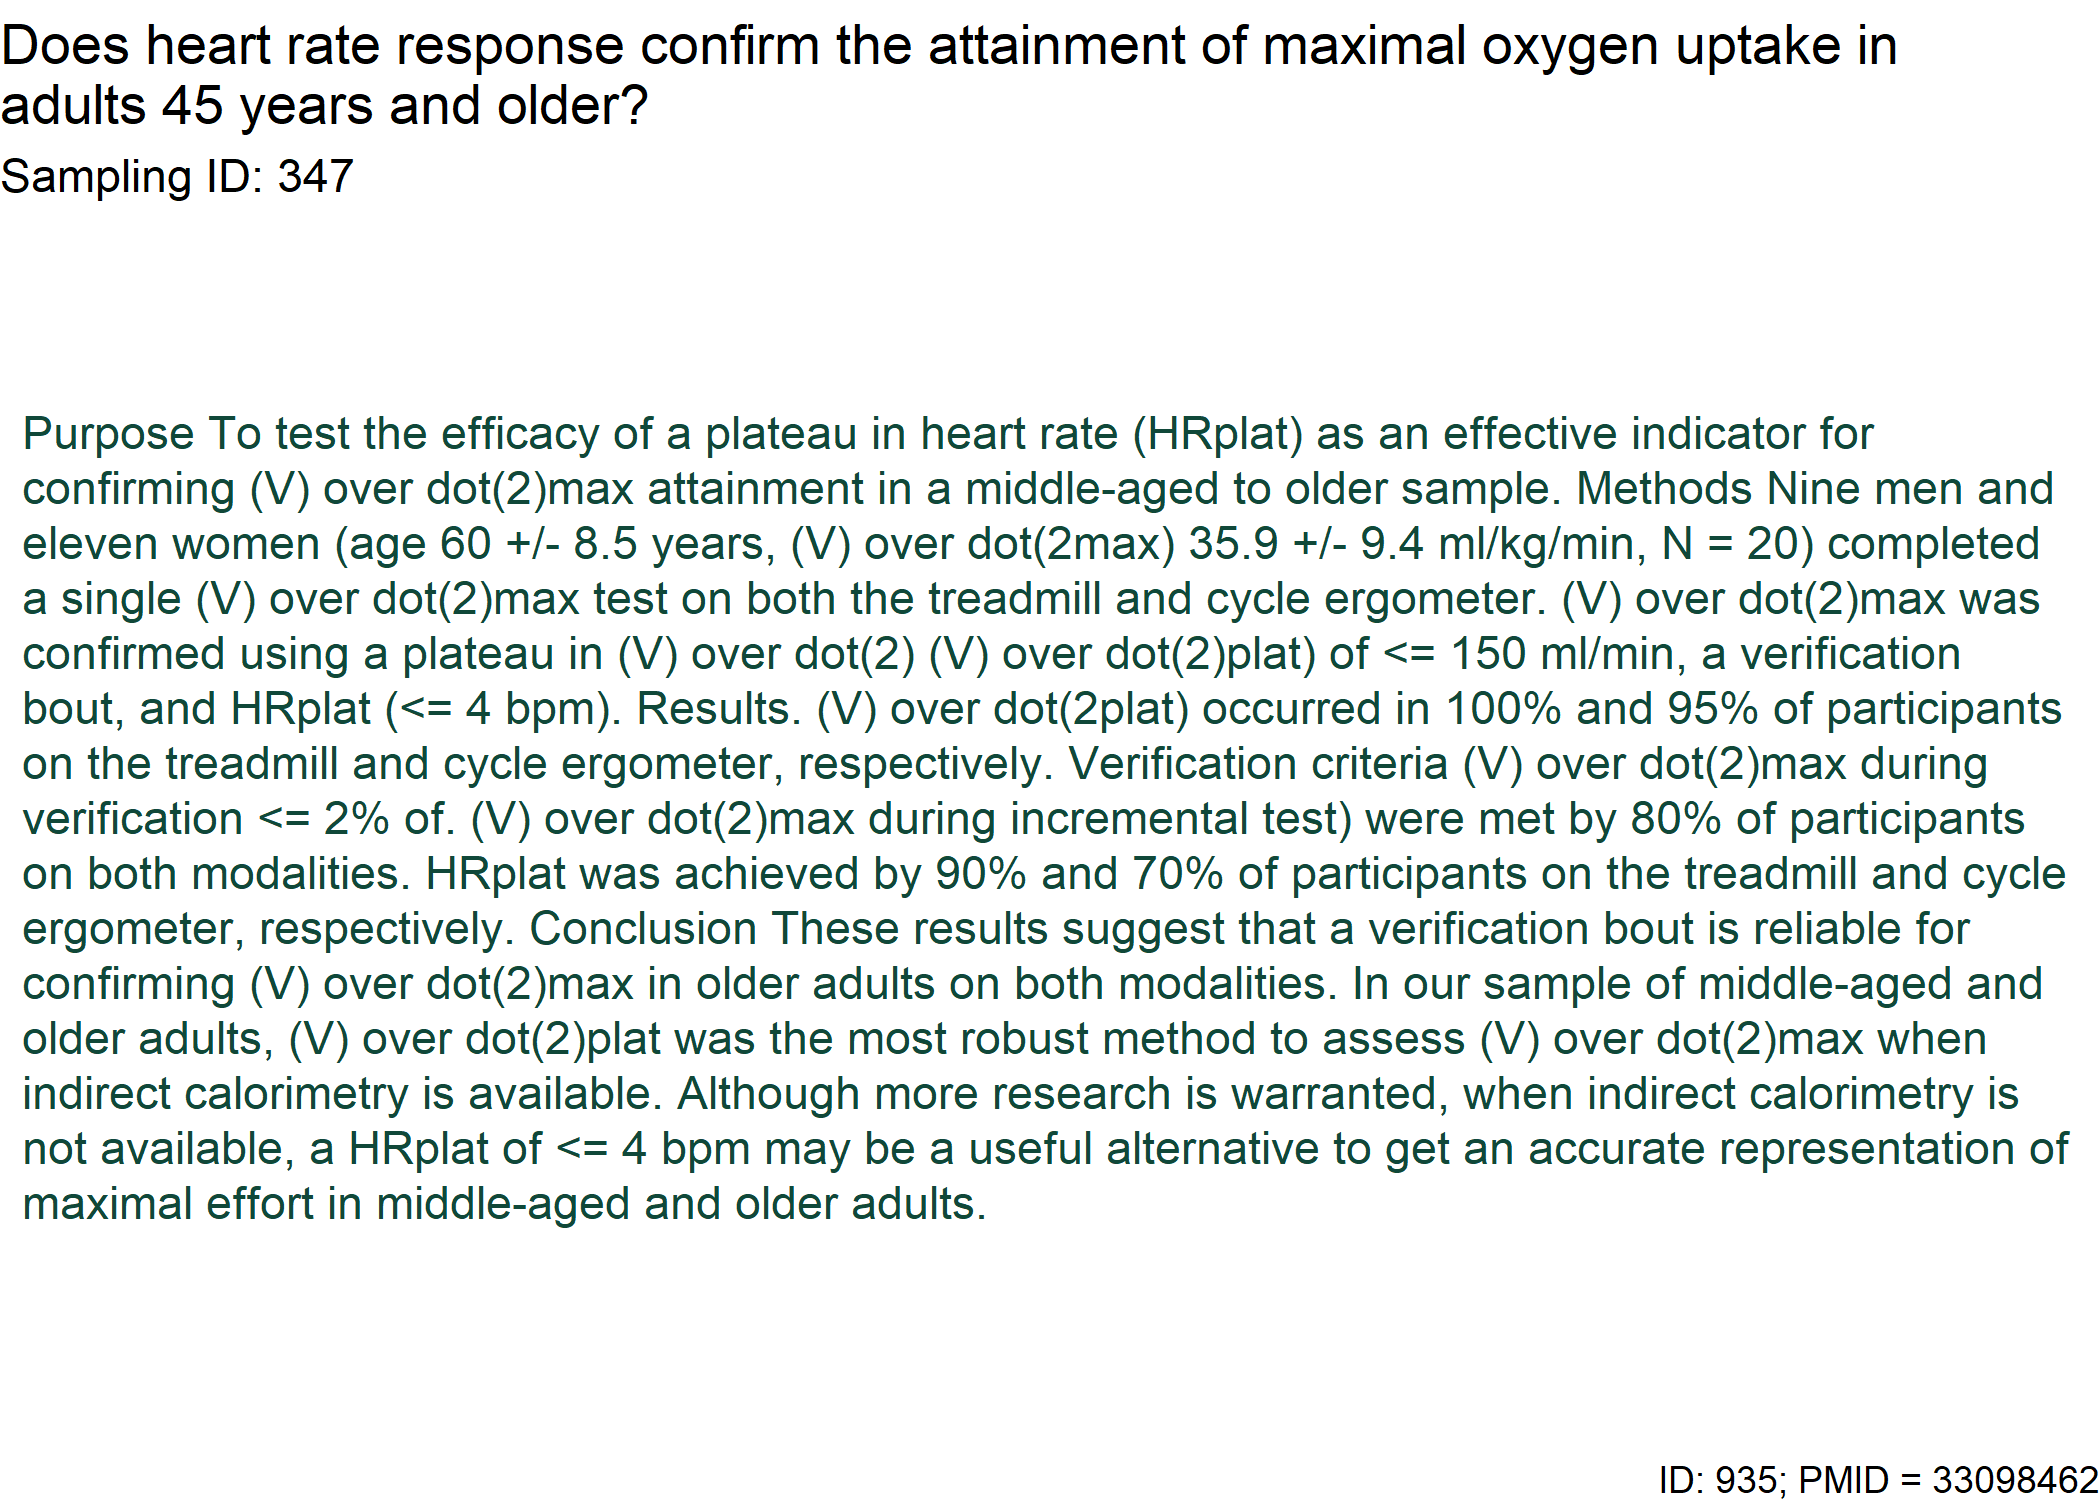 Does heart rate response confirm the attainment of maximal oxygen uptake in
adults 45 years and older?
Sampling ID: 347
Purpose To test the efficacy of a plateau in heart rate (HRplat) as an effective indicator for
confirming (V) over dot(2)max attainment in a middle-aged to older sample. Methods Nine men and
eleven women (age 60 +/- 8.5 years, (V) over dot(2max) 35.9 +/- 9.4 ml/kg/min, N = 20) completed
a single (V) over dot(2)max test on both the treadmill and cycle ergometer. (V) over dot(2)max was
confirmed using a plateau in (V) over dot(2) (V) over dot(2)plat) of <= 150 ml/min, a verification
bout, and HRplat (<= 4 bpm). Results. (V) over dot(2plat) occurred in 100% and 95% of participants
on the treadmill and cycle ergometer, respectively. Verification criteria (V) over dot(2)max during
verification <= 2% of. (V) over dot(2)max during incremental test) were met by 80% of participants
on both modalities. HRplat was achieved by 90% and 70% of participants on the treadmill and cycle
ergometer, respectively. Conclusion These results suggest that a verification bout is reliable for
confirming (V) over dot(2)max in older adults on both modalities. In our sample of middle-aged and
older adults, (V) over dot(2)plat was the most robust method to assess (V) over dot(2)max when
indirect calorimetry is available. Although more research is warranted, when indirect calorimetry is
not available, a HRplat of <= 4 bpm may be a useful alternative to get an accurate representation of
maximal effort in middle-aged and older adults.
ID: 935; PMID = 33098462